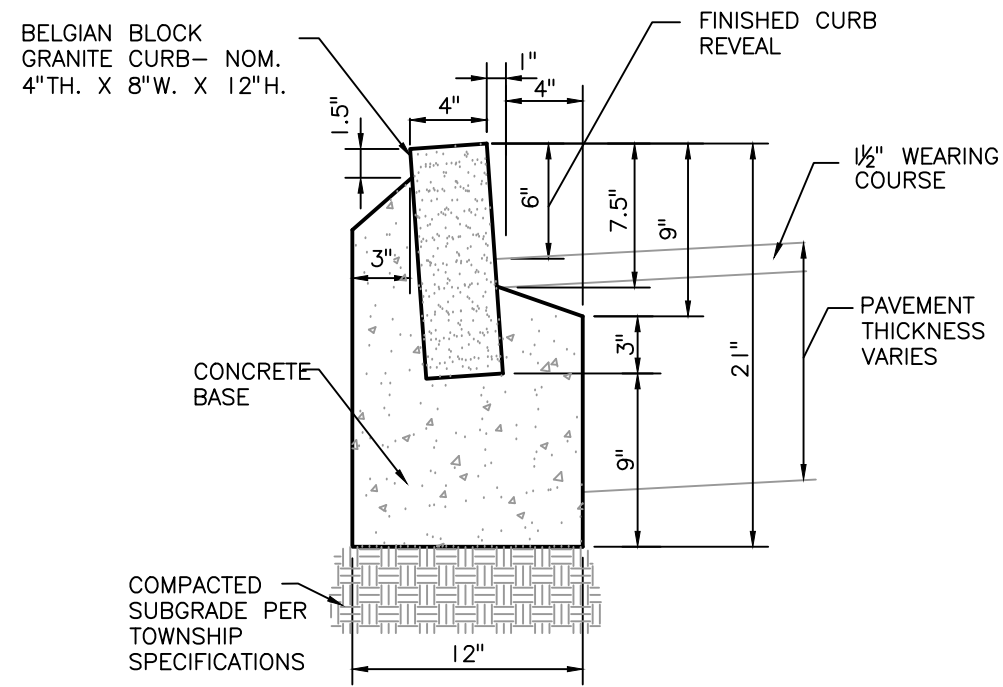 BELGIAN BLOCK
GRANITE CURB- NOM.
4"TH. X 8"W. X 12"H.
FINISHED CURB
REVEAL
1"
4"
4"
1.5"
1½" WEARING
COURSE
6"
7.5"
9"
3"
PAVEMENT
THICKNESS
VARIES
3"
21"
CONCRETE
BASE
9"
COMPACTED
SUBGRADE PER
TOWNSHIP
SPECIFICATIONS
12"